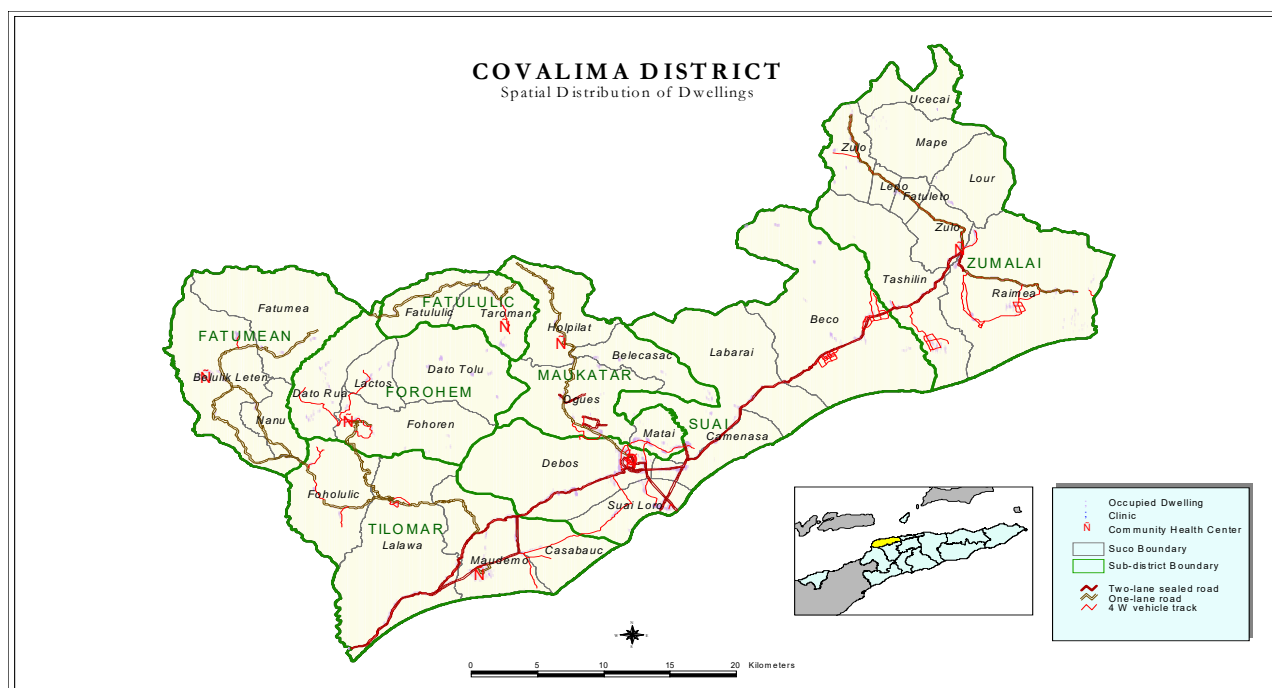 COVALIMA DISTRICT
Spatial Distribution of Dwellings
Ucecai
Mape
Zulo
Lour
Lepo
Fatuleto
Zulo
ZUMALAI
Tashilin
Raimea
Fatumea
FATULULIC
Fatululic
Taroman
Beco
FATUMEAN
Holpilat
Labarai
Belecasac
Dato Tolu
MAUKATAR
Belulik Leten
Lactos
Dato Rua
FOROHEM
Ogues
Nanu
Fohoren
SUAI
Matai
Camenasa
Debos
Foholulic
Suai Loro
TILOMAR
Lalawa
Casabauc
Maudemo
Occupied Dwelling
Clinic
Ñ Community Health Center
Suco Boundary
Sub-district Boundary
Two-lane sealed road
One-lane road
4 W vehicle track
0 5 10 15 20 Kilometers